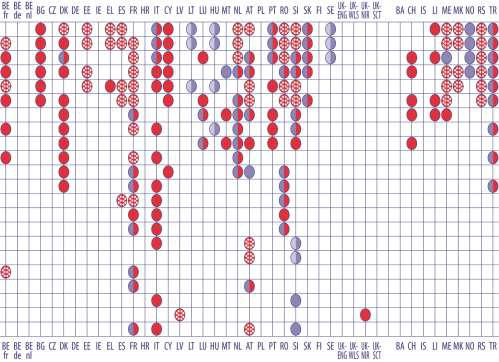 BE BE BE BG CZ DK DE EE IE EL ES FR HR IT CY LV LT LU HU MT NL AT PL PT RO SI SK FI SE UK- UK- UK- UK- BA CH IS LI ME MK NO RS TR
fr de nl ENG WLS NIR SCT
BE BE BE BG CZ DK DE EE IE EL ES FR HR IT CY LV LT LU HU MT NL AT PL PT RO SI SK FI SE UK- UK- UK- UK- BA CH IS LI ME MK NO RS TR
fr de nl ENG WLS NIR SCT